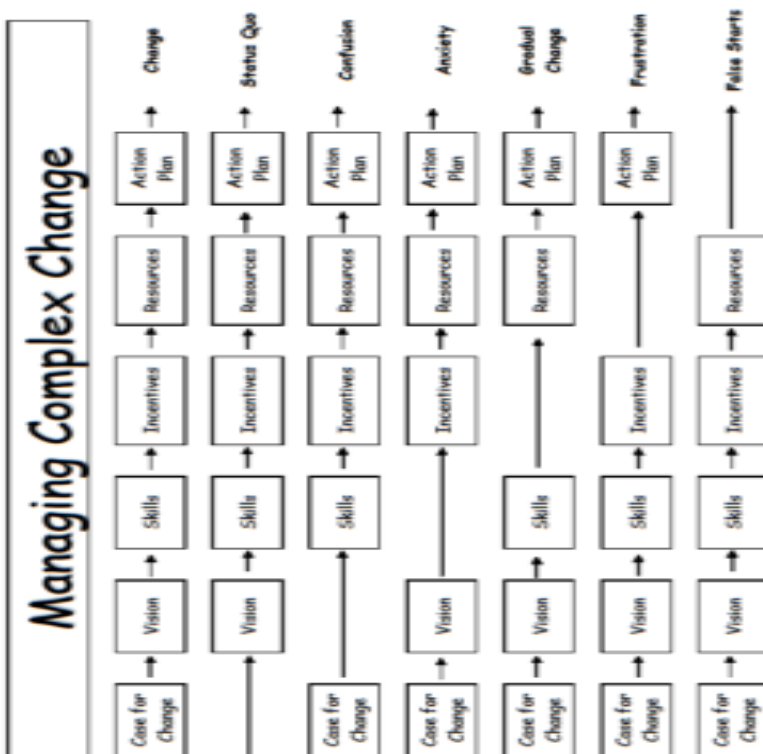 Managing Complex Change
Case for
Change
Vision
Skills
Incentives
Resources
Action
Plan
Change
Vision
Skills
Incentives
Resources
Action
Plan
Status Quo
Case for
Change
Skills
Incentives
Resources
Action
Plan
Confusion
Case for
Change
Vision
Incentives
Resources
Action
Plan
Anxiety
Case for
Change
Vision
Skills
Resources
Action
Plan
Gradual
Change
Case for
Change
Vision
Skills
Incentives
Action
Plan
Frustration
Case for
Change
Vision
Skills
Incentives
Resources
False Starts